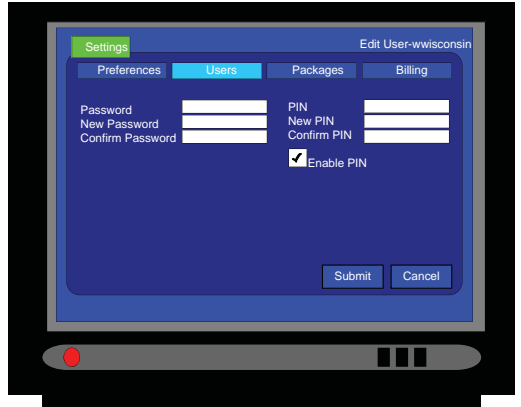 Settings
Edit User-wwisconsin
Preferences Users Packages Billing
Password PIN
New Password New PIN
Confirm Password Confirm PIN
Enable PIN
Submit Cancel